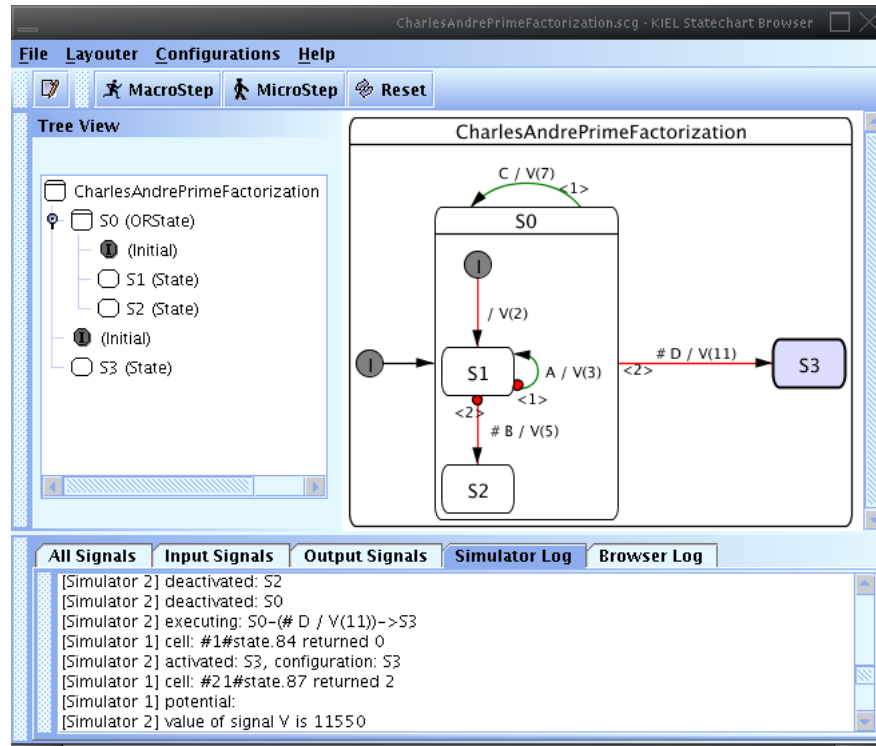 CharlesAndrePrimeFactorization.scg - KIEL Statechart Browser
File Layouter Configurations Help
MacroStep MicroStep Reset
Tree View
CharlesAndrePrimeFactorization
S0 (ORState)
I (Initial)
S1 (State)
S2 (State)
I (Initial)
S3 (State)
CharlesAndrePrimeFactorization
C / V(7)
<1>
S0
I
/ V(2)
I
S1
A / V(3)
<1>
<2>
# B / V(5)
S2
<2>
# D / V(11)
S3
All Signals Input Signals Output Signals Simulator Log Browser Log
[Simulator 2] deactivated: S2
[Simulator 2] deactivated: S0
[Simulator 2] executing: S0-(# D / V(11))->S3
[Simulator 1] cell: #1#state.84 returned 0
[Simulator 2] activated: S3, configuration: S3
[Simulator 1] cell: #21#state.87 returned 2
[Simulator 1] potential:
[Simulator 2] value of signal V is 11550